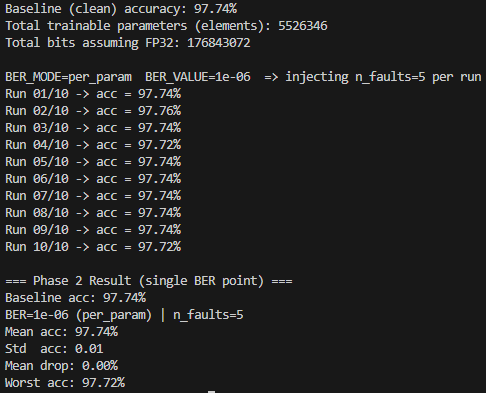 Baseline (clean) accuracy: 97.74%
Total trainable parameters (elements): 5526346
Total bits assuming FP32: 176843072
BER_MODE=per_param  BER_VALUE=1e-06  => injecting n_faults=5 per run
Run 01/10 -> acc = 97.74%
Run 02/10 -> acc = 97.76%
Run 03/10 -> acc = 97.74%
Run 04/10 -> acc = 97.72%
Run 05/10 -> acc = 97.74%
Run 06/10 -> acc = 97.74%
Run 07/10 -> acc = 97.74%
Run 08/10 -> acc = 97.74%
Run 09/10 -> acc = 97.74%
Run 10/10 -> acc = 97.72%
=== Phase 2 Result (single BER point) ===
Baseline acc: 97.74%
BER=1e-06 (per_param) | n_faults=5
Mean acc: 97.74%
Std  acc: 0.01
Mean drop: 0.00%
Worst acc: 97.72%